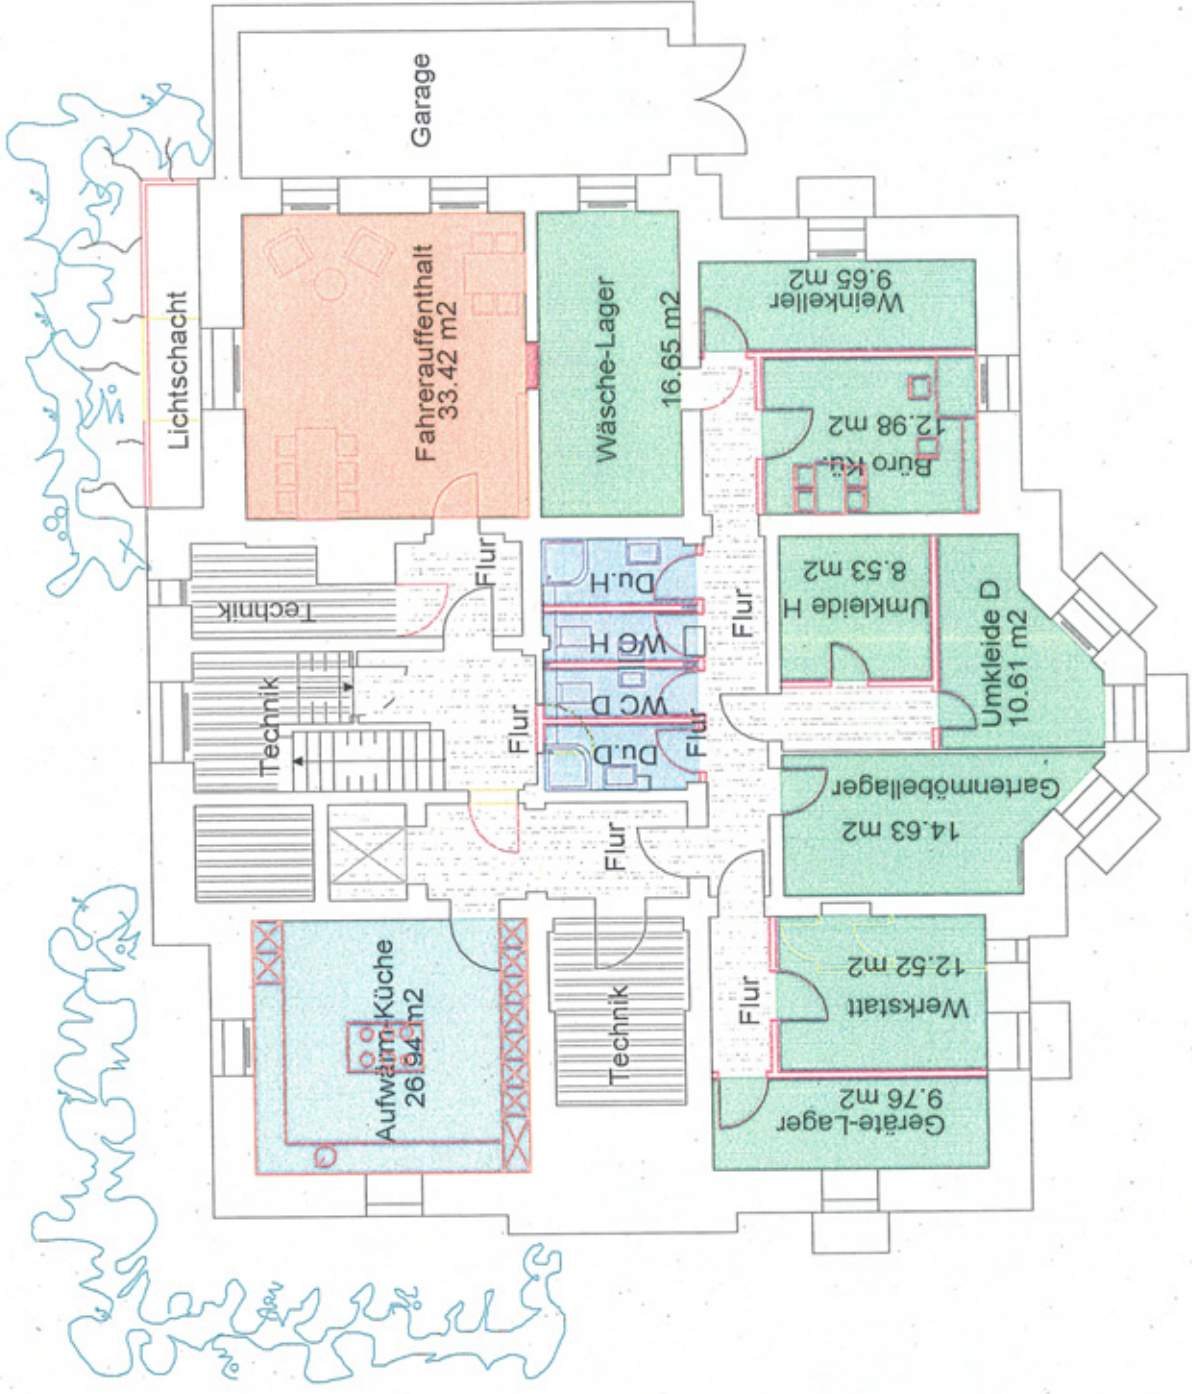 Garage
Lichtschacht
Fahrerauffenthalt
33.42 m2
Wäsche-Lager
16.65 m2
Weinkeller
9.65 m2
Büro Kü.
12.98 m2
Technik
Flur
Du.H
WC H
WC D
Du.D
Flur
Umkleide H
8.53 m2
Umkleide D
10.61 m2
Technik
Flur
Flur
Gartenmöbellager
14.63 m2
Flur
Aufwärm-Küche
26.94 m2
Technik
Flur
Werkstatt
12.52 m2
Geräte-Lager
9.76 m2